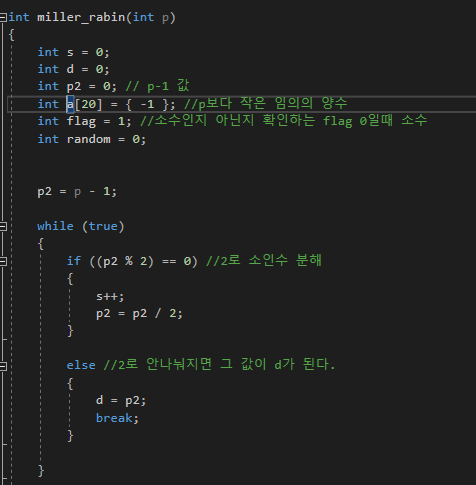 int miller_rabin(int p)
{
int s = 0;
int d = 0;
int p2 = 0; // p-1 값
int a[20] = { -1 }; //p보다 작은 임의의 양수
int flag = 1; //소수인지 아닌지 확인하는 flag 0일때 소수
int random = 0;
p2 = p - 1;
while (true)
{
if ((p2 % 2) == 0) //2로 소인수 분해
{
s++;
p2 = p2 / 2;
}
else //2로 안나눠지면 그 값이 d가 된다.
{
d = p2;
break;
}
}